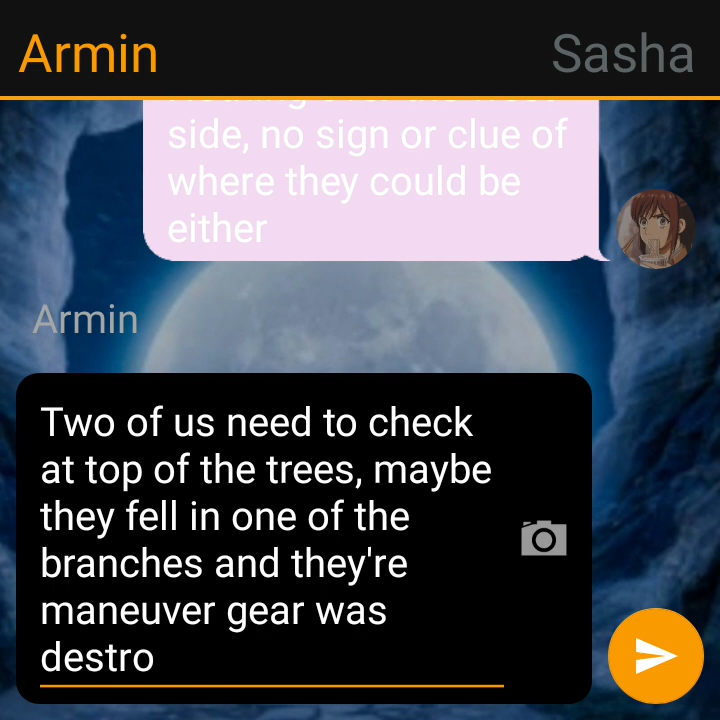 Armin
Sasha
side, no sign or clue of
where they could be
either
Armin
Two of us need to check
at top of the trees, maybe
they fell in one of the
branches and they're
maneuver gear was
destro